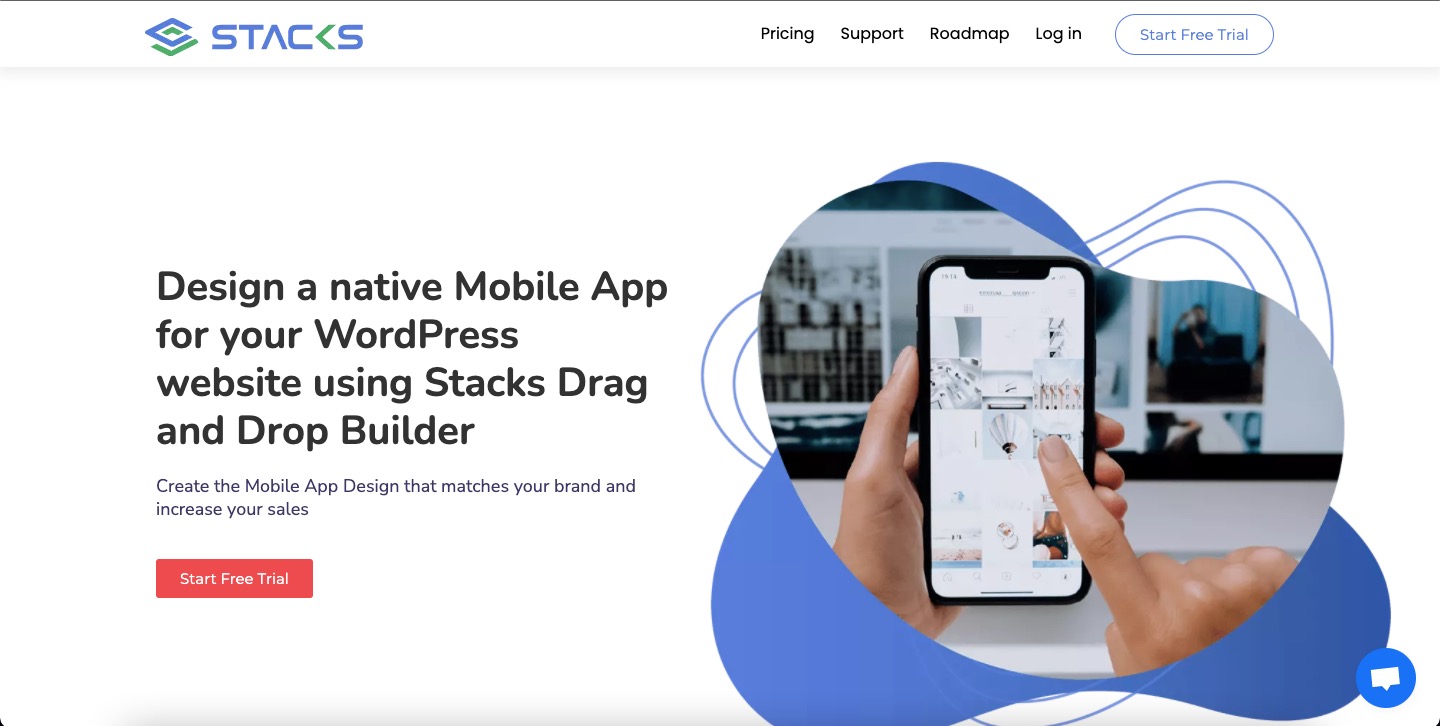 STACKS
Pricing
Support
Roadmap
Log in
Start Free Trial
Design a native Mobile App
for your WordPress
website using Stacks Drag
and Drop Builder
Create the Mobile App Design that matches your brand and
increase your sales
Start Free Trial